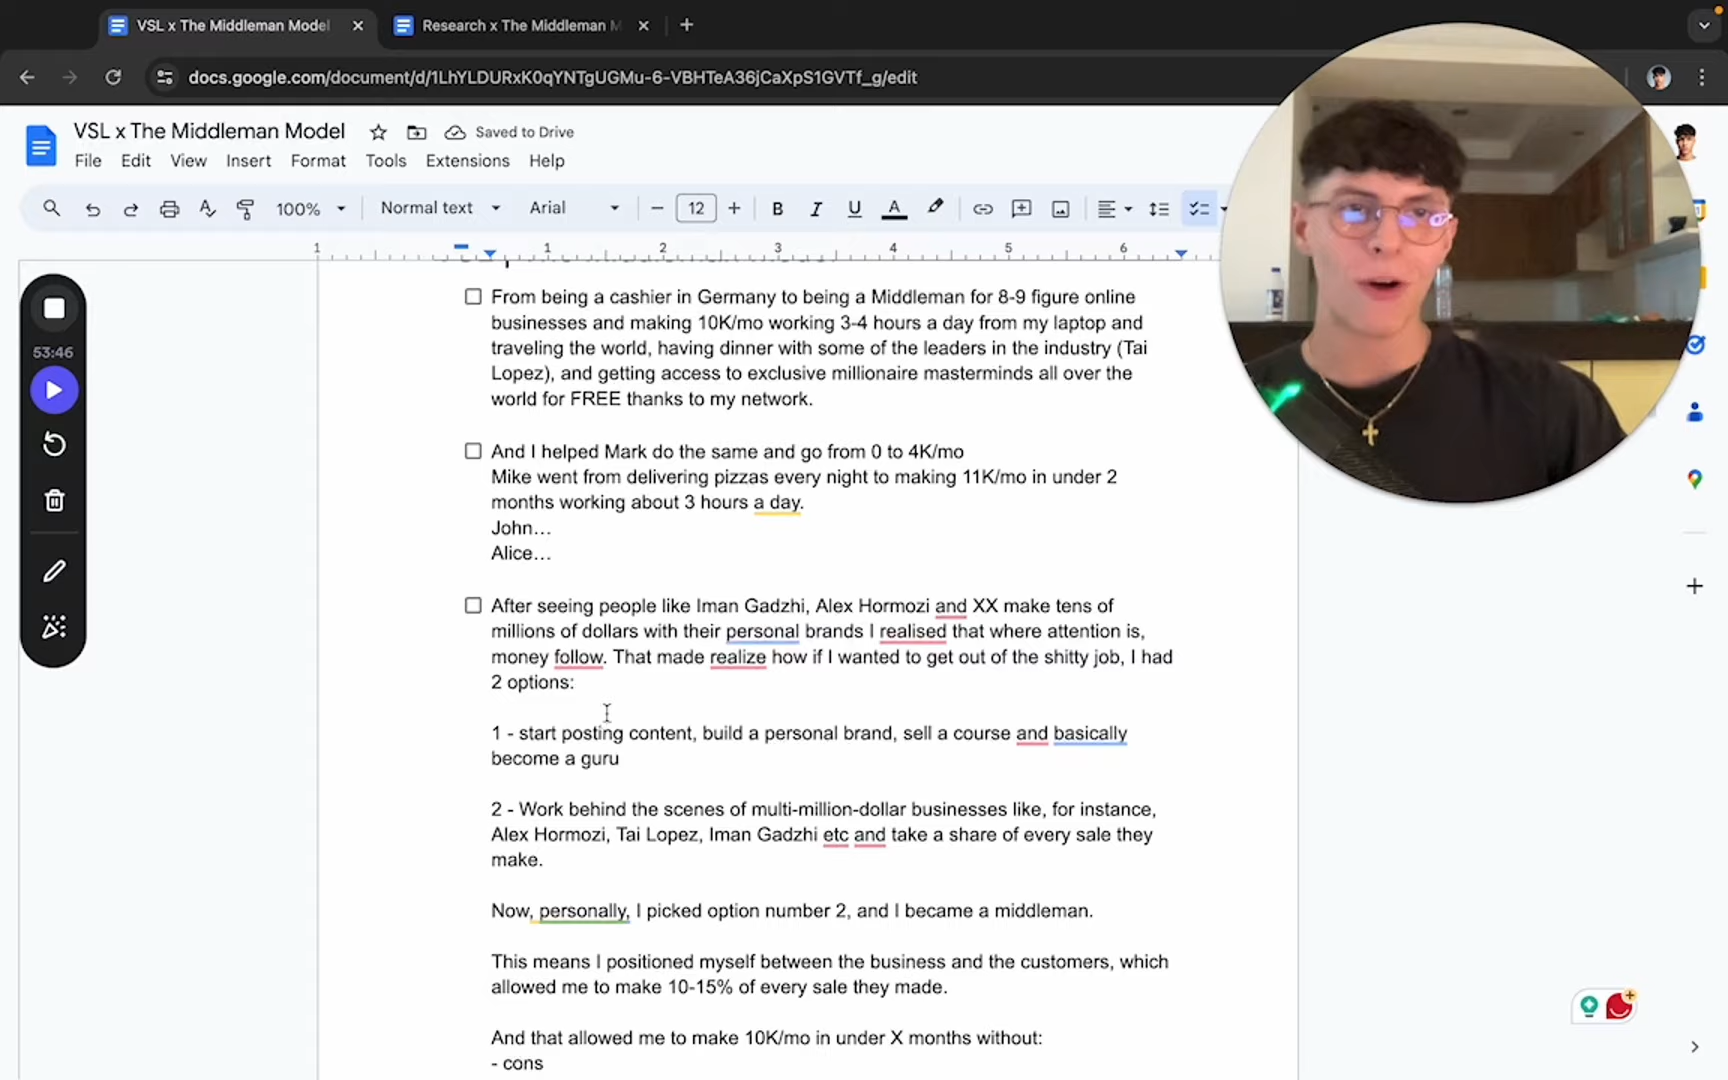 VSL x The Middleman Model
Research x The Middleman M
docs.google.com/document/d/1LhYLDURxK0qYNTgUGMu-6-VBHTeA36jCaXpS1GVTf_g/edit
VSL x The Middleman Model
Saved to Drive
File Edit View Insert Format Tools Extensions Help
100% Normal text Arial 12 B I U A
1 1 2 3 4 5 6
53:46
From being a cashier in Germany to being a Middleman for 8-9 figure online
businesses and making 10K/mo working 3-4 hours a day from my laptop and
traveling the world, having dinner with some of the leaders in the industry (Tai
Lopez), and getting access to exclusive millionaire masterminds all over the
world for FREE thanks to my network.
And I helped Mark do the same and go from 0 to 4K/mo
Mike went from delivering pizzas every night to making 11K/mo in under 2
months working about 3 hours a day.
John…
Alice…
After seeing people like Iman Gadzhi, Alex Hormozi and XX make tens of
millions of dollars with their personal brands I realised that where attention is,
money follow. That made realize how if I wanted to get out of the shitty job, I had
2 options:
1 - start posting content, build a personal brand, sell a course and basically
become a guru
2 - Work behind the scenes of multi-million-dollar businesses like, for instance,
Alex Hormozi, Tai Lopez, Iman Gadzhi etc and take a share of every sale they
make.
Now, personally, I picked option number 2, and I became a middleman.
This means I positioned myself between the business and the customers, which
allowed me to make 10-15% of every sale they made.
And that allowed me to make 10K/mo in under X months without:
- cons